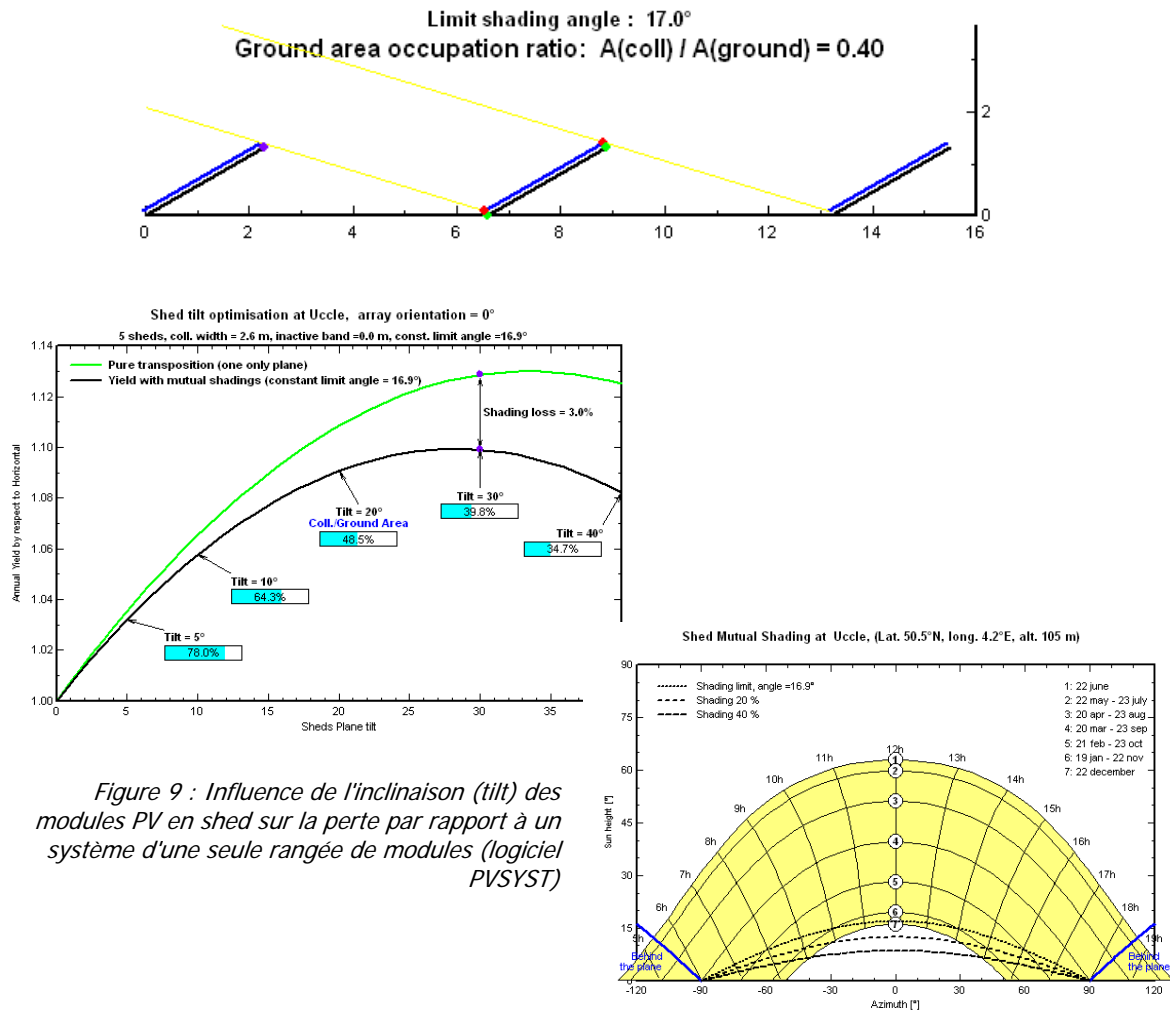 Limit shading angle : 17.0°
Ground area occupation ratio: A(coll) / A(ground) = 0.40
2
0
0 2 4 6 8 10 12 14 16
Shed tilt optimisation at Uccle, array orientation = 0°
5 sheds, coll. width = 2.6 m, inactive band =0.0 m, const. limit angle =16.9°
1.14
Pure transposition (one only plane)
Yield with mutual shadings (constant limit angle = 16.9°)
1.12
Shading loss = 3.0%
1.10
1.08
Tilt = 30°
39.8%
Tilt = 20°
Coll./Ground Area
48.5%
Tilt = 40°
34.7%
1.06
Tilt = 10°
64.3%
1.04
Tilt = 5°
78.0%
1.02
1.00
Annual Yield by respect to Horizontal
0 5 10 15 20 25 30 35
Sheds Plane tilt
Figure 9 : Influence de l'inclinaison (tilt) des
modules PV en shed sur la perte par rapport à un
système d'une seule rangée de modules (logiciel
PVSYST)
Shed Mutual Shading at Uccle, (Lat. 50.5°N, long. 4.2°E, alt. 105 m)
90
75
60
45
30
15
0
Sun height [°]
Shading limit, angle =16.9°
Shading 20 %
Shading 40 %
1: 22 june
2: 22 may - 23 july
3: 20 apr - 23 aug
4: 20 mar - 23 sep
5: 21 feb - 23 oct
6: 19 jan - 22 nov
7: 22 december
5h 6h 7h 8h 9h 10h 11h 12h 13h 14h 15h 16h 17h 18h 19h
1
2
3
4
5
6
7
Behind
the plane
Behind
the plane
-120 -90 -60 -30 0 30 60 90 120
Azimuth [°]